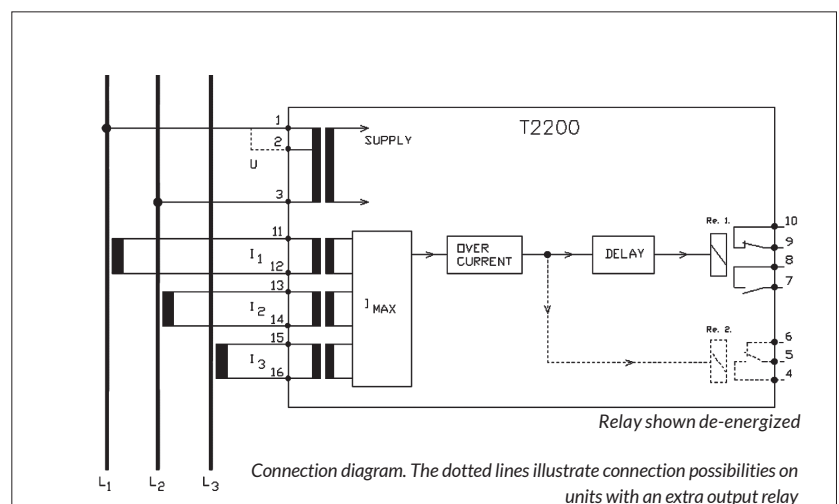 T2200
1
SUPPLY
2
U
3
11
I1
12
13
I2
14
15
I3
16
IMAX
OVER
CURRENT
DELAY
Re. 1.
10
9
8
7
Re. 2.
6
5
4
Relay shown de-energized
L1
L2
L3
Connection diagram. The dotted lines illustrate connection possibilities on
units with an extra output relay